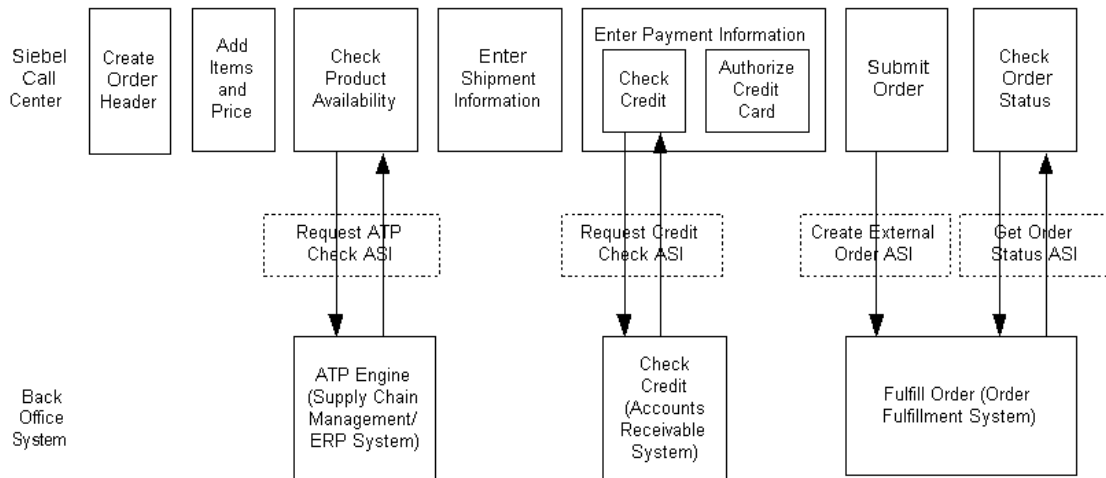 Siebel
Call
Center
Create
Order
Header
Add
Items
and
Price
Check
Product
Availability
Enter
Shipment
Information
Enter Payment Information
Check
Credit
Authorize
Credit
Card
Submit
Order
Check
Order
Status
Request ATP
Check ASI
Request Credit
Check ASI
Create External
Order ASI
Get Order
Status ASI
Back
Office
System
ATP Engine
(Supply Chain
Management/
ERP System)
Check
Credit
(Accounts
Receivable
System)
Fulfill Order (Order
Fulfillment System)